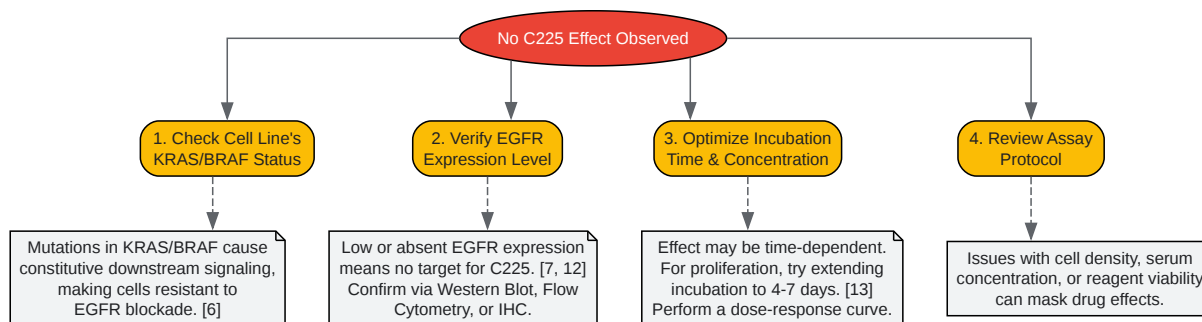 No C225 Effect Observed
1. Check Cell Line's
KRAS/BRAF Status
2. Verify EGFR
Expression Level
3. Optimize Incubation
Time & Concentration
4. Review Assay
Protocol
Mutations in KRAS/BRAF cause
constitutive downstream signaling,
making cells resistant to
EGFR blockade. [6]
Low or absent EGFR expression
means no target for C225. [7, 12]
Confirm via Western Blot, Flow
Cytometry, or IHC.
Effect may be time-dependent.
For proliferation, try extending
incubation to 4-7 days. [13]
Perform a dose-response curve.
Issues with cell density, serum
concentration, or reagent viability
can mask drug effects.